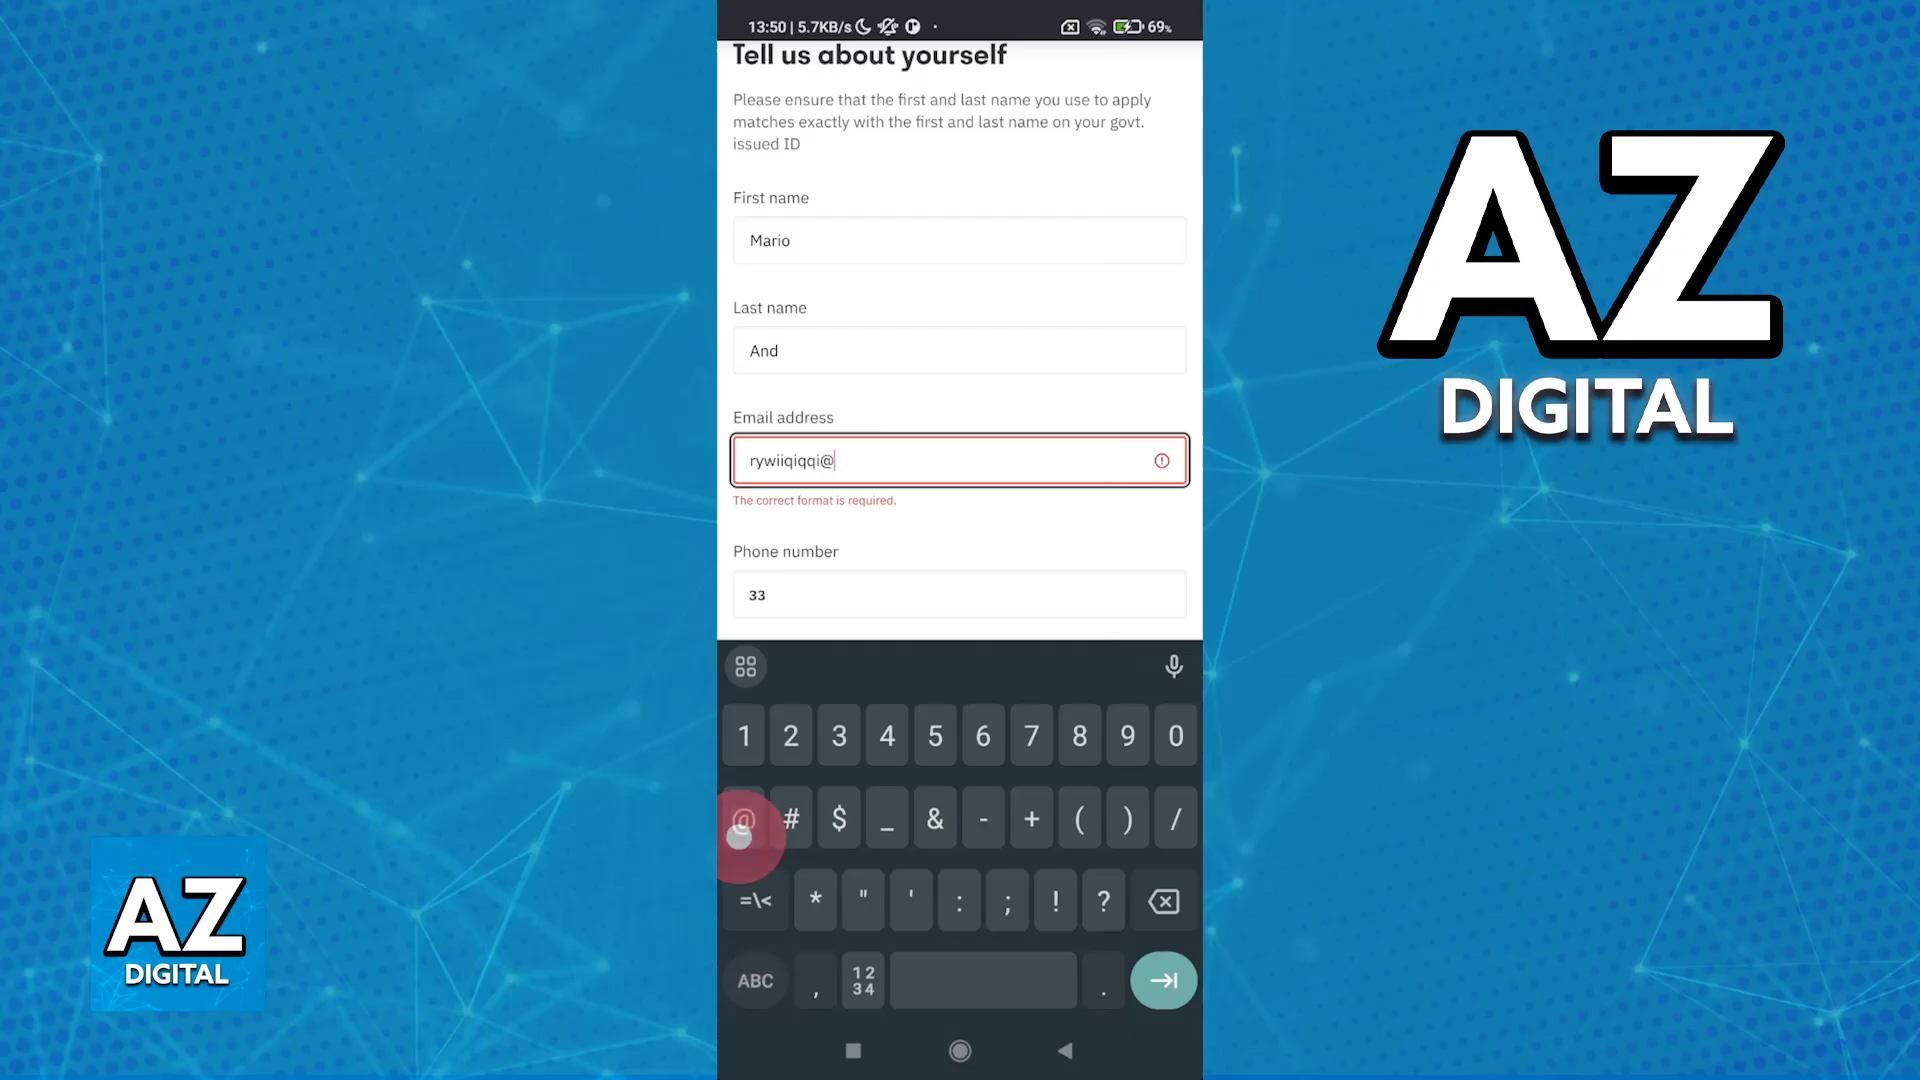 13:50 | 5.7KB/s
69%
Tell us about yourself
Please ensure that the first and last name you use to apply
matches exactly with the first and last name on your govt.
issued ID
First name
Mario
Last name
And
Email address
rywiiqiqqi@
The correct format is required.
Phone number
33
1 2 3 4 5 6 7 8 9 0
@ # $ _ & - + ( ) /
=\< * " ' : ; ! ?
ABC , 12 34 .
AZ
DIGITAL
AZ
DIGITAL